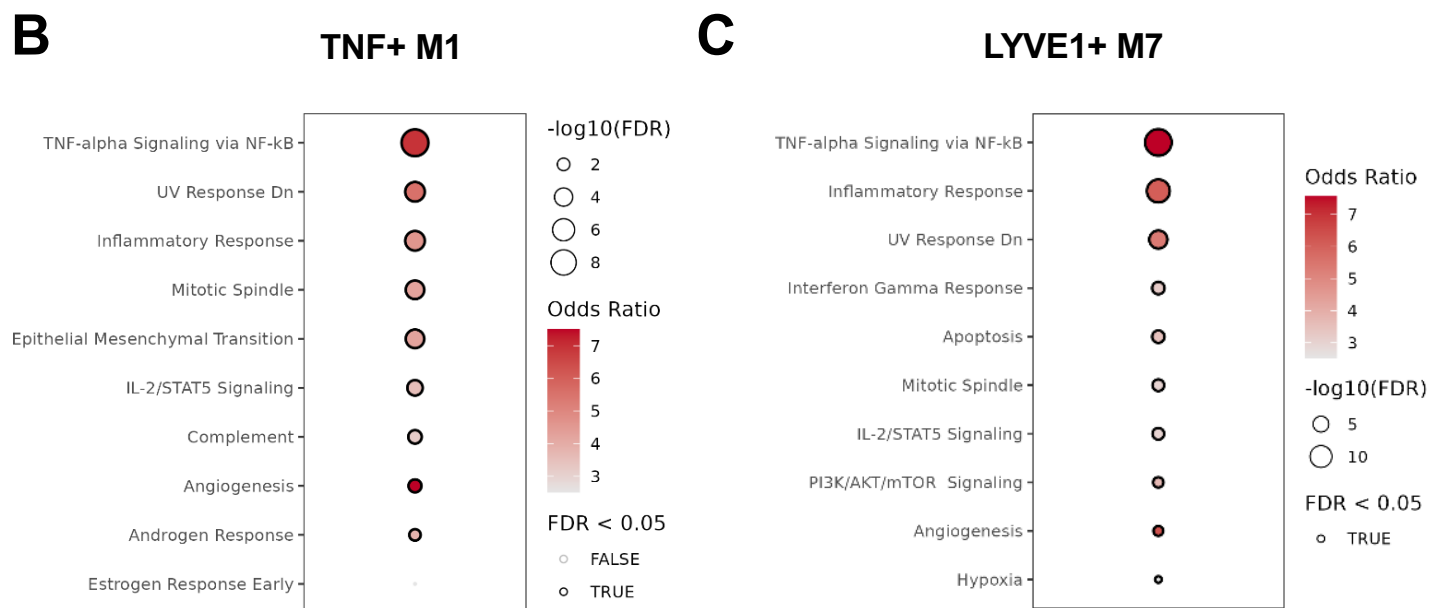 B
TNF+ M1
TNF-alpha Signaling via NF-kB
UV Response Dn
Inflammatory Response
Mitotic Spindle
Epithelial Mesenchymal Transition
IL-2/STAT5 Signaling
Complement
Angiogenesis
Androgen Response
Estrogen Response Early
-log10(FDR)
2
4
6
8
Odds Ratio
7
6
5
4
3
FDR < 0.05
FALSE
TRUE
C
LYVE1+ M7
TNF-alpha Signaling via NF-kB
Inflammatory Response
UV Response Dn
Interferon Gamma Response
Apoptosis
Mitotic Spindle
IL-2/STAT5 Signaling
PI3K/AKT/mTOR  Signaling
Angiogenesis
Hypoxia
Odds Ratio
7
6
5
4
3
-log10(FDR)
5
10
FDR < 0.05
TRUE